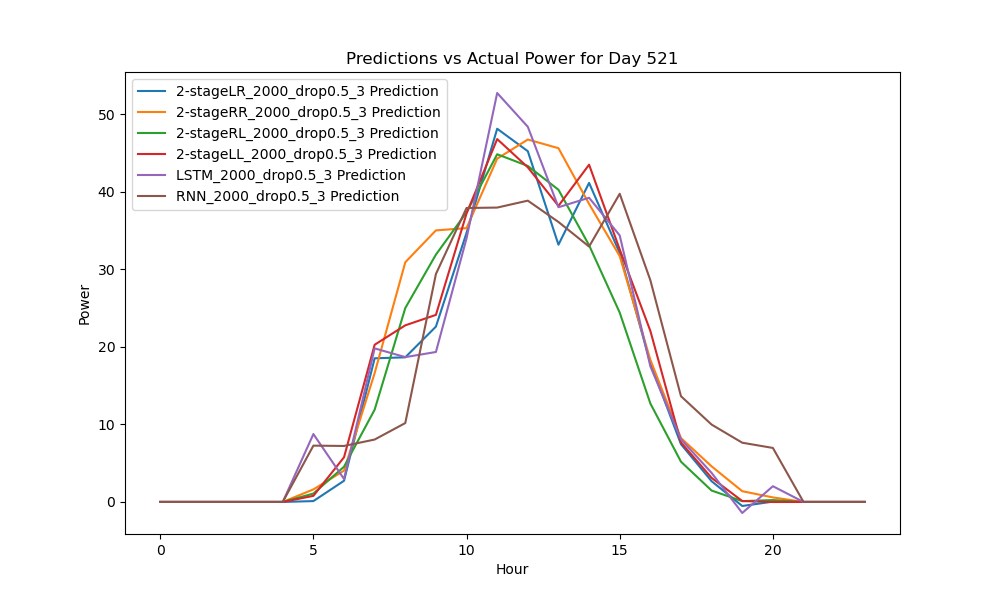 Predictions vs Actual Power for Day 521
2-stageLR_2000_drop0.5_3 Prediction
2-stageRR_2000_drop0.5_3 Prediction
2-stageRL_2000_drop0.5_3 Prediction
2-stageLL_2000_drop0.5_3 Prediction
LSTM_2000_drop0.5_3 Prediction
RNN_2000_drop0.5_3 Prediction
50
40
30
20
10
0
Power
0 5 10 15 20
Hour